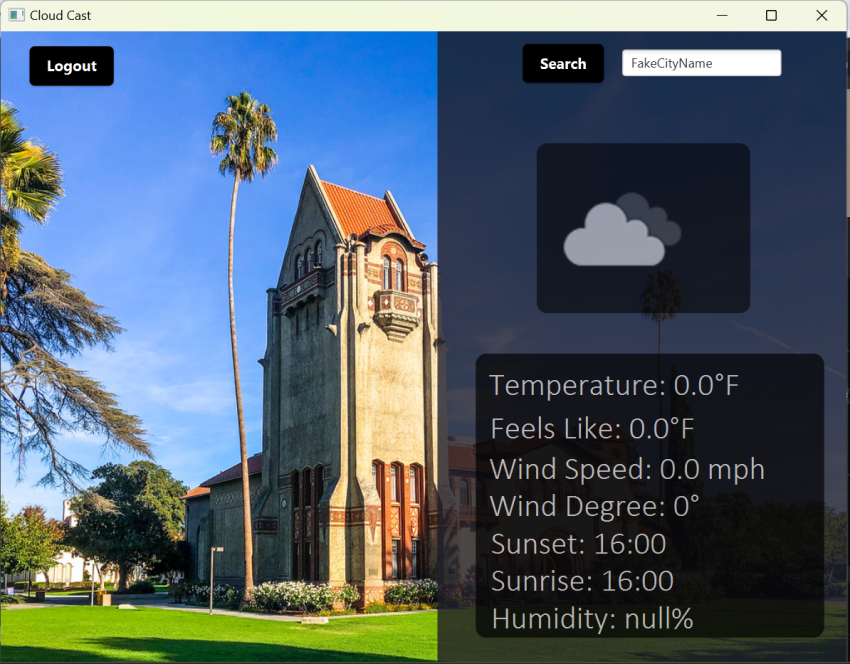 Cloud Cast
Logout
Search
FakeCityName
Temperature: 0.0°F
Feels Like: 0.0°F
Wind Speed: 0.0 mph
Wind Degree: 0°
Sunset: 16:00
Sunrise: 16:00
Humidity: null%